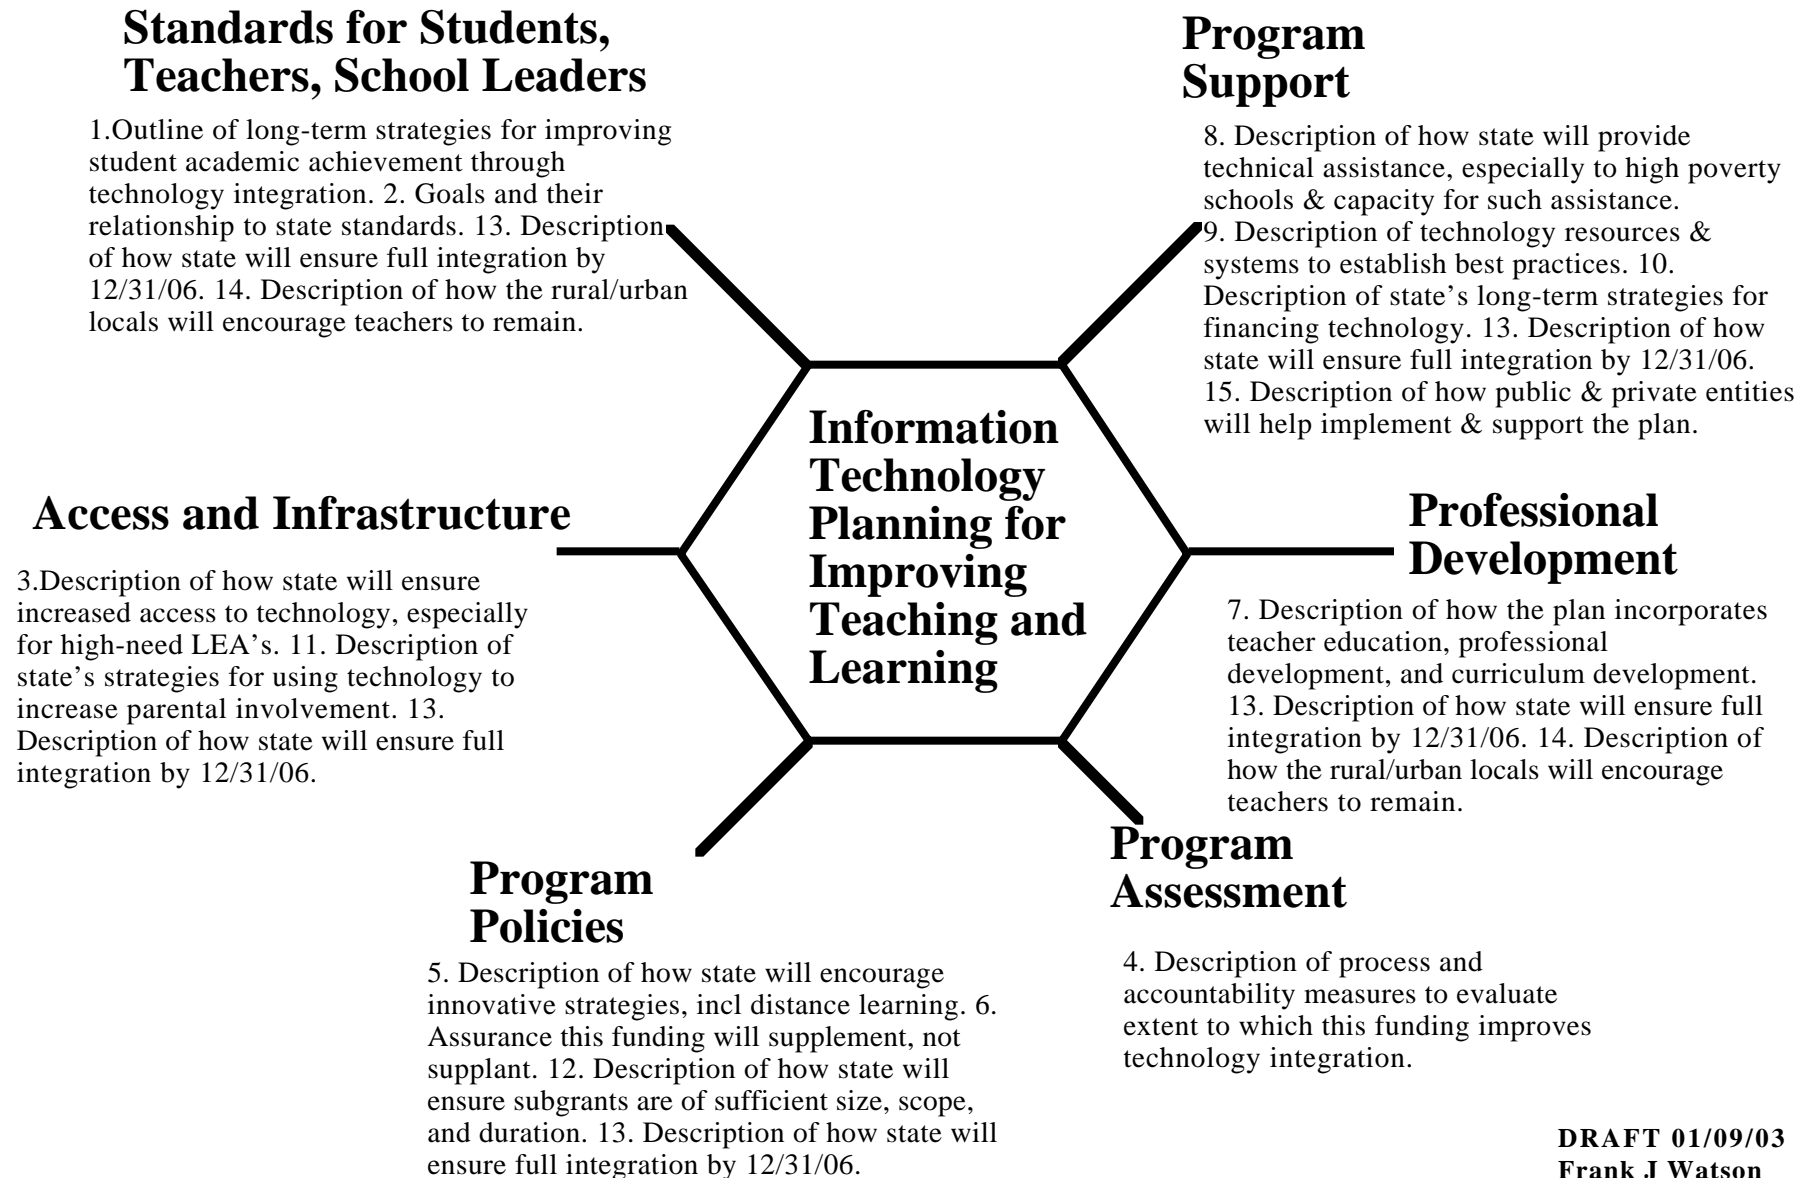 Standards for Students,
Teachers, School Leaders
1.Outline of long-term strategies for improving
student academic achievement through
technology integration. 2. Goals and their
relationship to state standards. 13. Description
of how state will ensure full integration by
12/31/06. 14. Description of how the rural/urban
locals will encourage teachers to remain.
Program
Support
8. Description of how state will provide
technical assistance, especially to high poverty
schools & capacity for such assistance.
9. Description of technology resources &
systems to establish best practices. 10.
Description of state’s long-term strategies for
financing technology. 13. Description of how
state will ensure full integration by 12/31/06.
15. Description of how public & private entities
will help implement & support the plan.
Information
Technology
Planning for
Improving
Teaching and
Learning
Access and Infrastructure
3.Description of how state will ensure
increased access to technology, especially
for high-need LEA’s. 11. Description of
state’s strategies for using technology to
increase parental involvement. 13.
Description of how state will ensure full
integration by 12/31/06.
Professional
Development
7. Description of how the plan incorporates
teacher education, professional
development, and curriculum development.
13. Description of how state will ensure full
integration by 12/31/06. 14. Description of
how the rural/urban locals will encourage
teachers to remain.
Program
Policies
5. Description of how state will encourage
innovative strategies, incl distance learning. 6.
Assurance this funding will supplement, not
supplant. 12. Description of how state will
ensure subgrants are of sufficient size, scope,
and duration. 13. Description of how state will
ensure full integration by 12/31/06.
Program
Assessment
4. Description of process and
accountability measures to evaluate
extent to which this funding improves
technology integration.
DRAFT 01/09/03
Frank J Watson